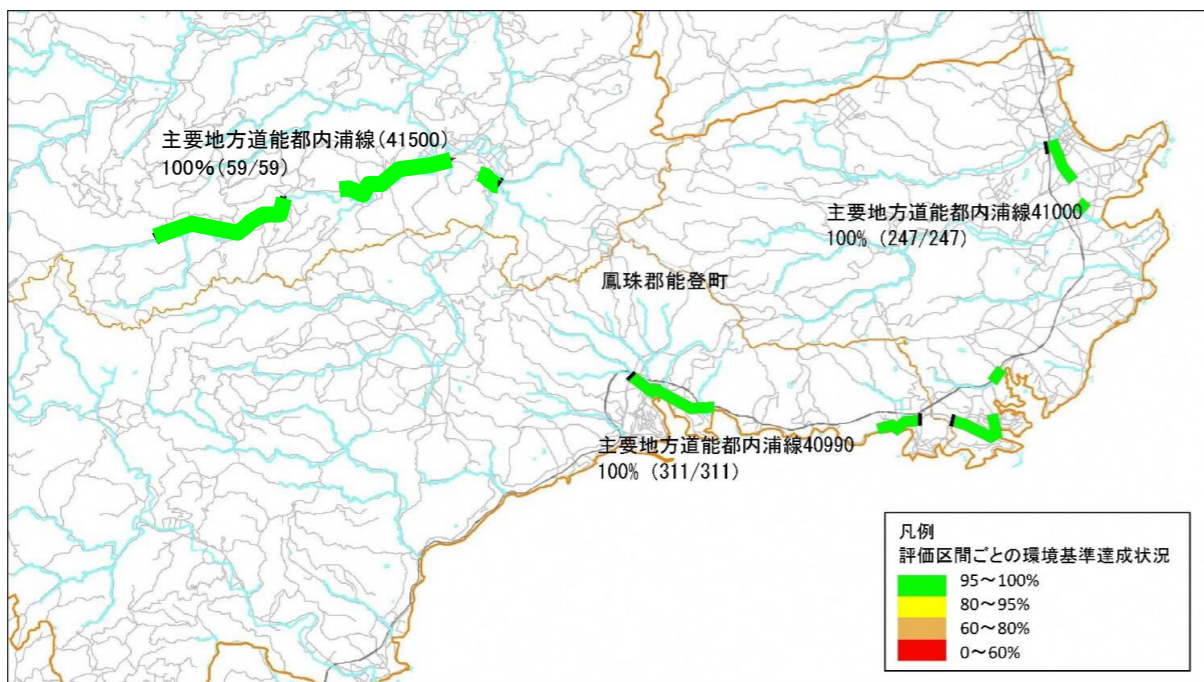 主要地方道能都内浦線(41500)
100%(59/59)
主要地方道能都内浦線41000
100% (247/247)
鳳珠郡能登町
主要地方道能都内浦線40990
100% (311/311)
凡例
評価区間ごとの環境基準達成状況
95～100%
80～95%
60～80%
0～60%